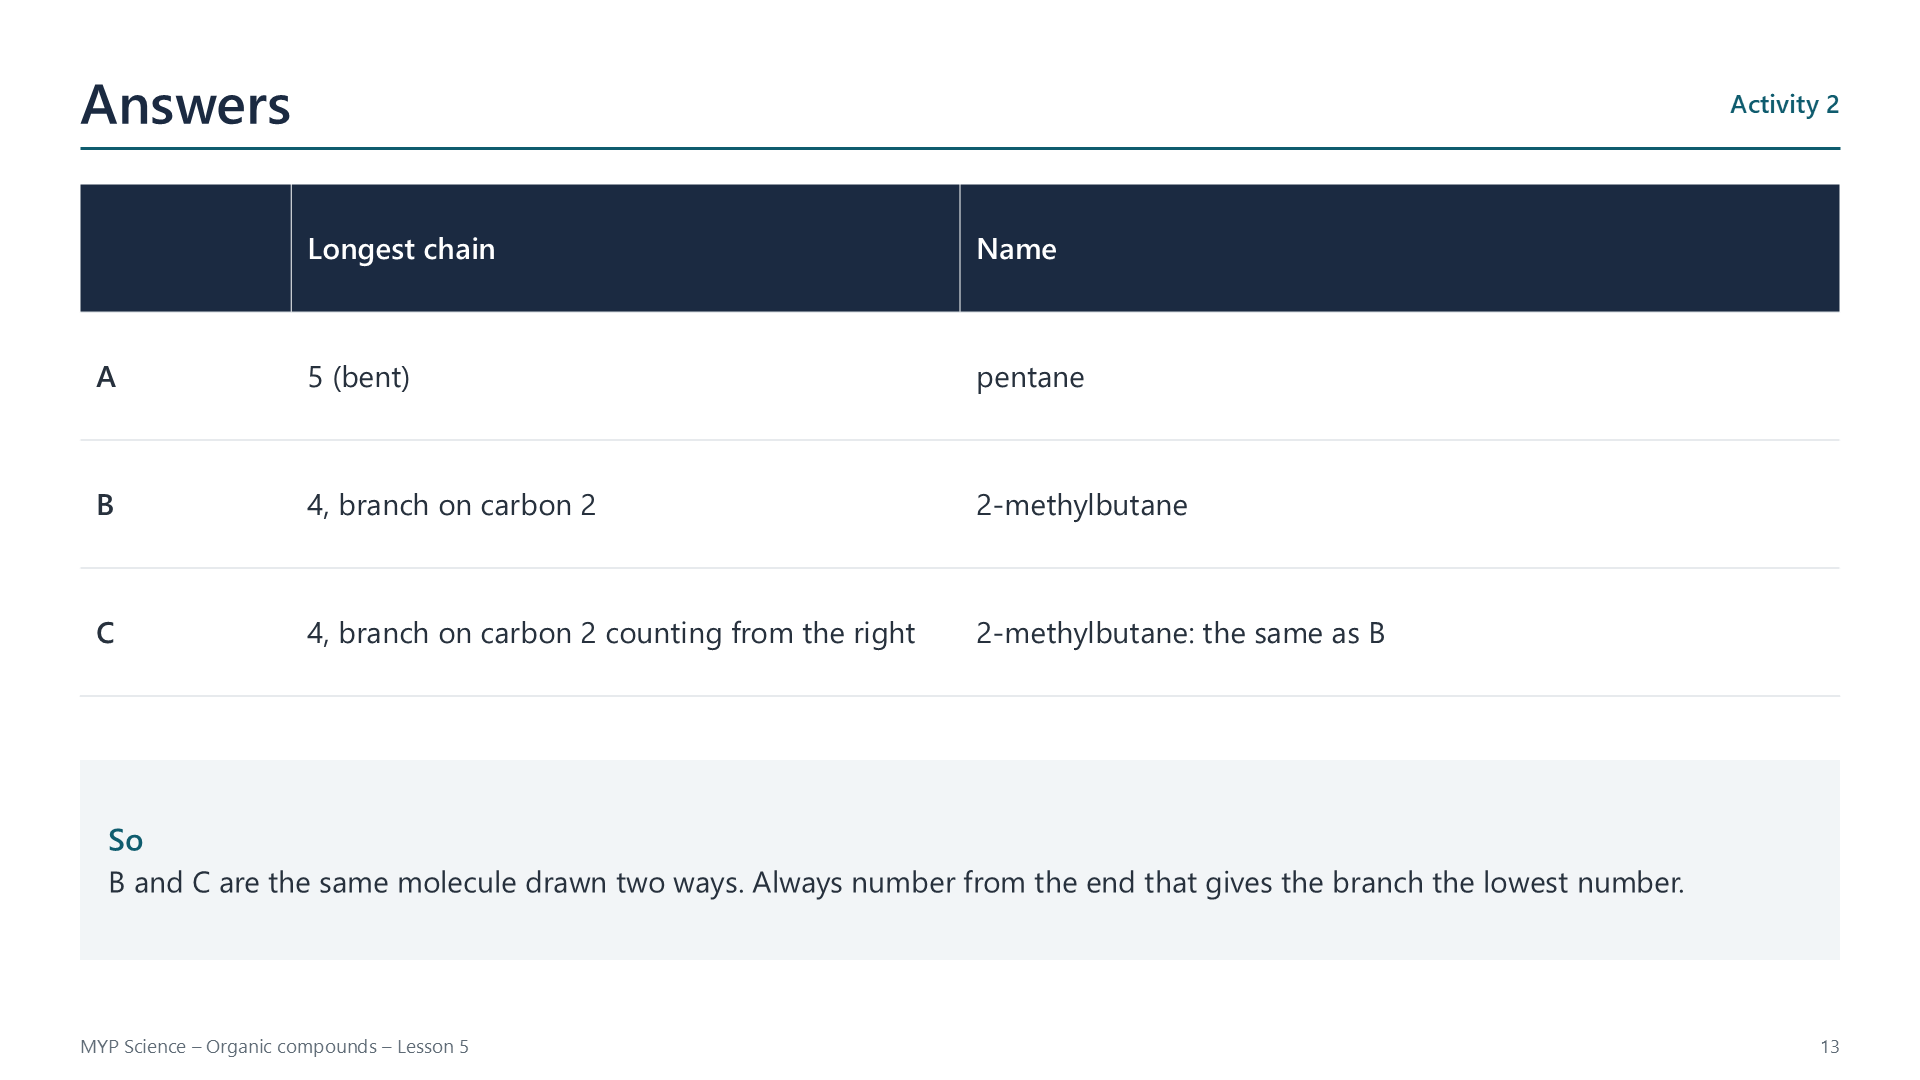 Answers
Activity 2
Longest chain
Name
A
5 (bent)
pentane
B
4, branch on carbon 2
2-methylbutane
C
4, branch on carbon 2 counting from the right
2-methylbutane: the same as B
So
B and C are the same molecule drawn two ways. Always number from the end that gives the branch the lowest number.
MYP Science – Organic compounds – Lesson 5
13